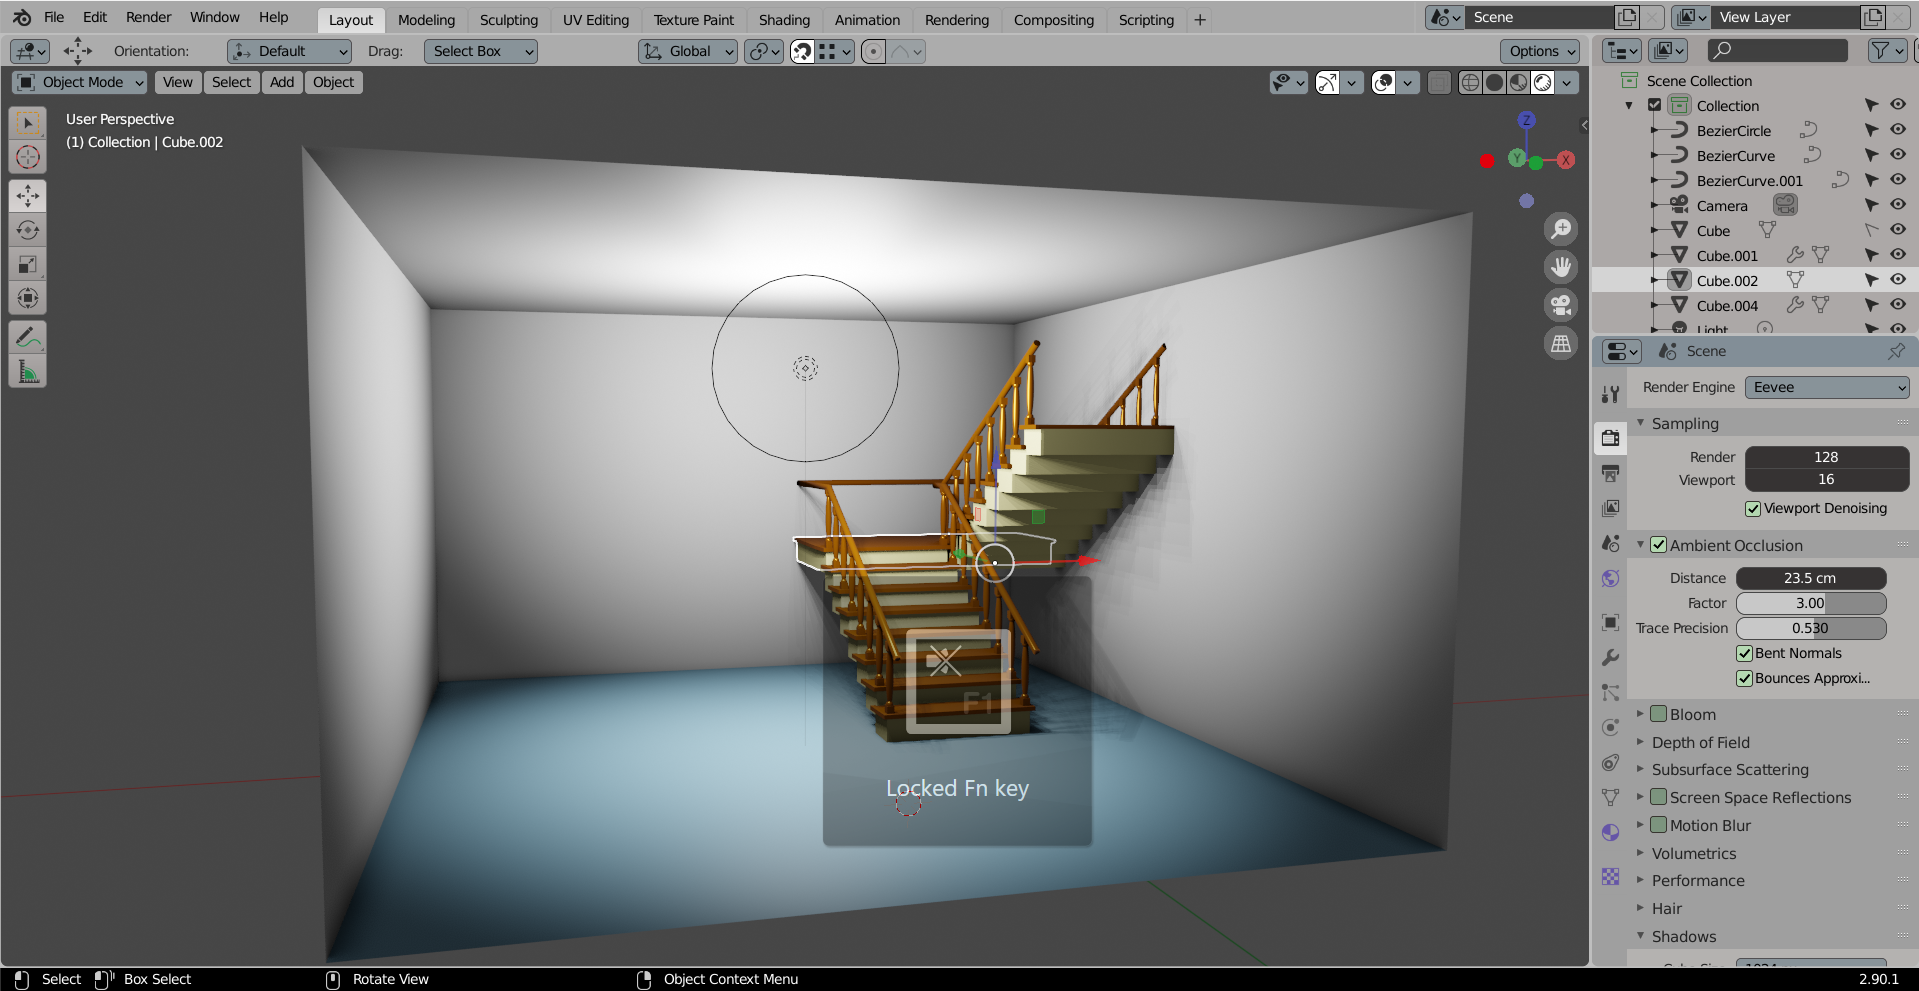 File Edit Render Window Help Layout Modeling Sculpting UV Editing Texture Paint Shading Animation Rendering Compositing Scripting + Scene View Layer
Orientation: Default Drag: Select Box Global Options
Object Mode View Select Add Object
User Perspective
(1) Collection | Cube.002
Z
Y
X
F1
Locked Fn key
Scene Collection
Collection
BezierCircle
BezierCurve
BezierCurve.001
Camera
Cube
Cube.001
Cube.002
Cube.004
Light
Scene
Render Engine Eevee
Sampling
Render 128
Viewport 16
Viewport Denoising
Ambient Occlusion
Distance 23.5 cm
Factor 3.00
Trace Precision 0.530
Bent Normals
Bounces Approxi...
Bloom
Depth of Field
Subsurface Scattering
Screen Space Reflections
Motion Blur
Volumetrics
Performance
Hair
Shadows
Select Box Select Rotate View Object Context Menu 2.90.1